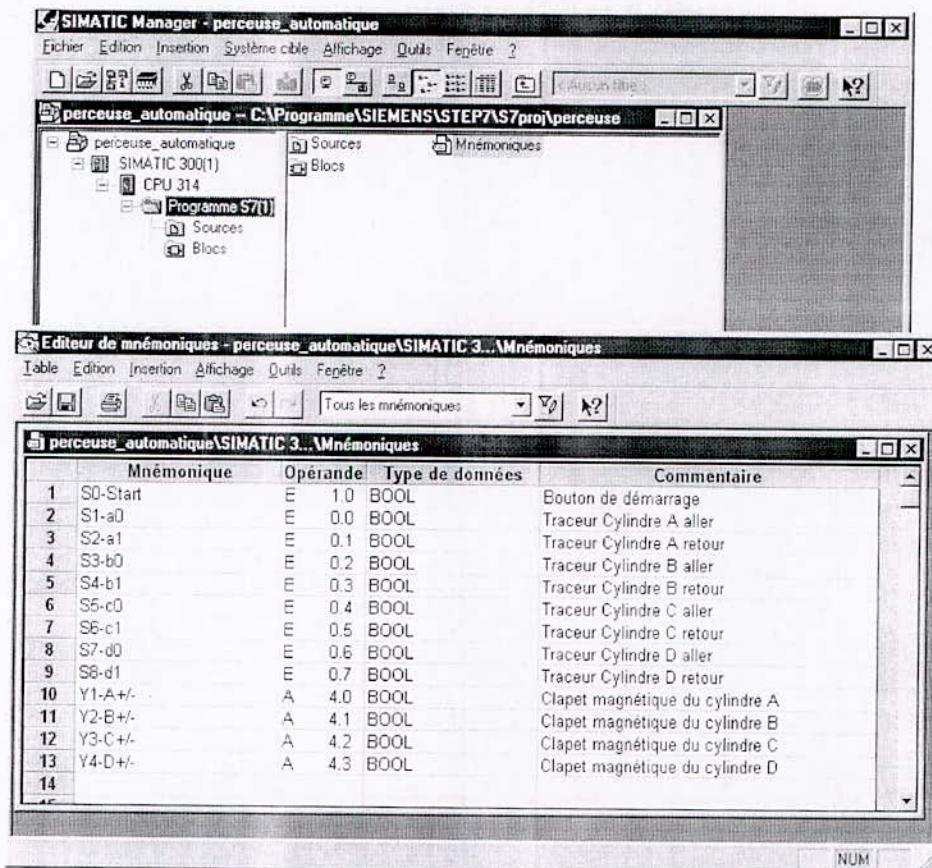 SIMATIC Manager - perceuse_automatique
Fichier Edition Insertion Système cible Affichage Outils Fenêtre ?
< Aucun filtre >
perceuse_automatique -- C:\Programme\SIEMENS\STEP7\S7proj\perceuse
perceuse_automatique
SIMATIC 300(1)
CPU 314
Programme S7(1)
Sources
Blocs
Sources
Mnémoniques
Blocs
Editeur de mnémoniques - perceuse_automatique\SIMATIC 3...\Mnémoniques
Table Edition Insertion Affichage Outils Fenêtre ?
Tous les mnémoniques
perceuse_automatique\SIMATIC 3...\Mnémoniques
Mnémonique Opérande Type de données Commentaire
1 S0-Start E 1.0 BOOL Bouton de démarrage
2 S1-a0 E 0.0 BOOL Traceur Cylindre A aller
3 S2-a1 E 0.1 BOOL Traceur Cylindre A retour
4 S3-b0 E 0.2 BOOL Traceur Cylindre B aller
5 S4-b1 E 0.3 BOOL Traceur Cylindre B retour
6 S5-c0 E 0.4 BOOL Traceur Cylindre C aller
7 S6-c1 E 0.5 BOOL Traceur Cylindre C retour
8 S7-d0 E 0.6 BOOL Traceur Cylindre D aller
9 S8-d1 E 0.7 BOOL Traceur Cylindre D retour
10 Y1-A+/- A 4.0 BOOL Clapet magnétique du cylindre A
11 Y2-B+/- A 4.1 BOOL Clapet magnétique du cylindre B
12 Y3-C+/- A 4.2 BOOL Clapet magnétique du cylindre C
13 Y4-D+/- A 4.3 BOOL Clapet magnétique du cylindre D
14
NUM